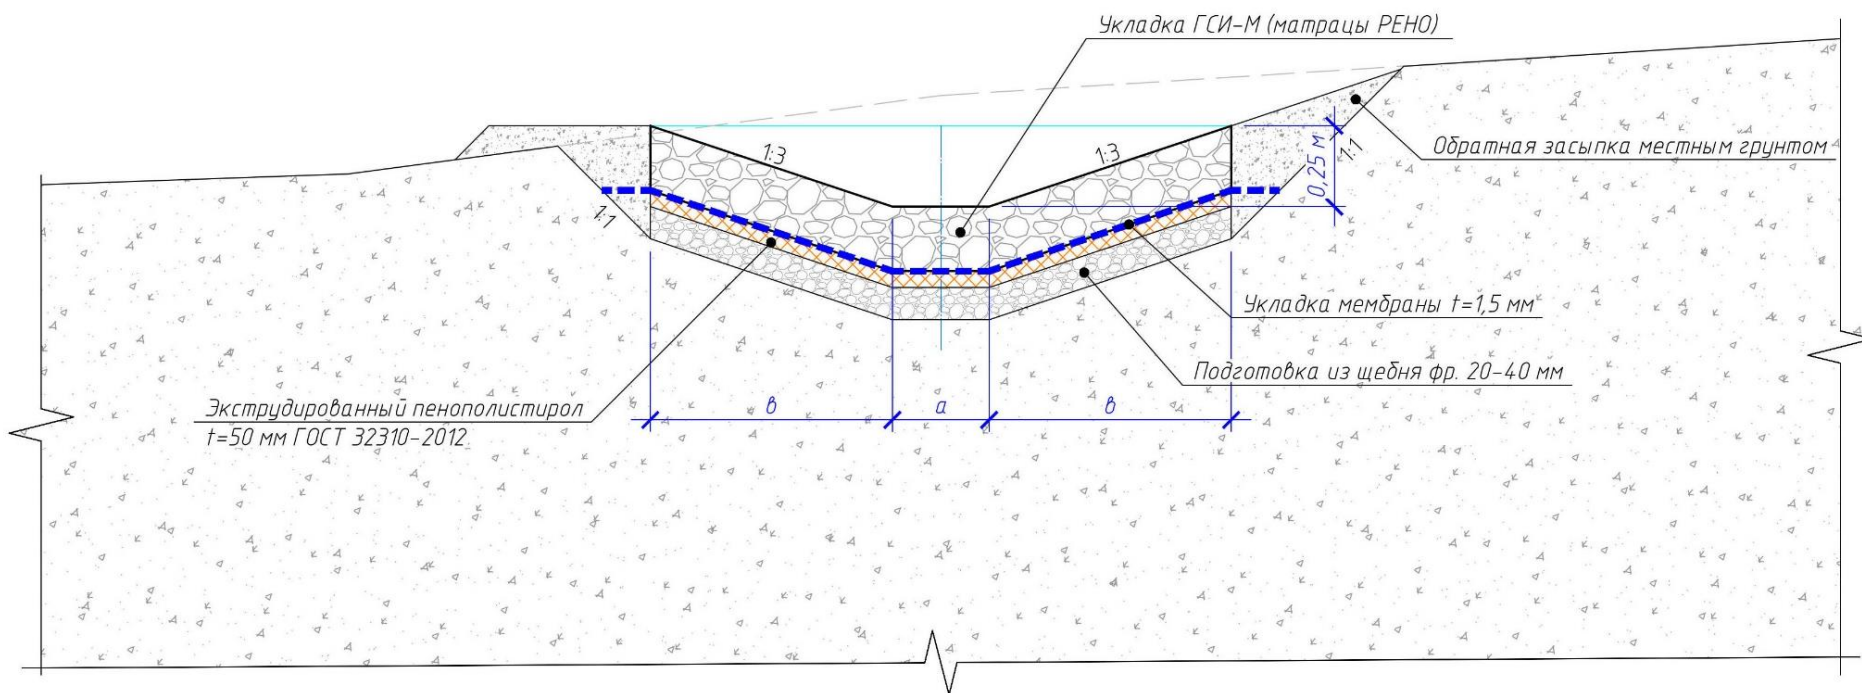 Укладка ГСИ-М (матрацы РЕНО)
1:3
1:3
0,25 м
1:1
Обратная засыпка местным грунтом
1:1
Укладка мембраны t=1,5 мм
Подготовка из щебня фр. 20-40 мм
Экструдированный пенополистирол
t=50 мм ГОСТ 32310-2012
в
а
в